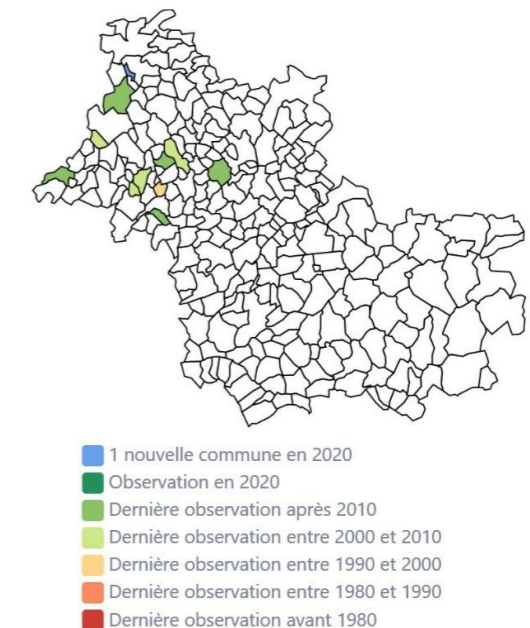 1 nouvelle commune en 2020
Observation en 2020
Dernière observation après 2010
Dernière observation entre 2000 et 2010
Dernière observation entre 1990 et 2000
Dernière observation entre 1980 et 1990
Dernière observation avant 1980